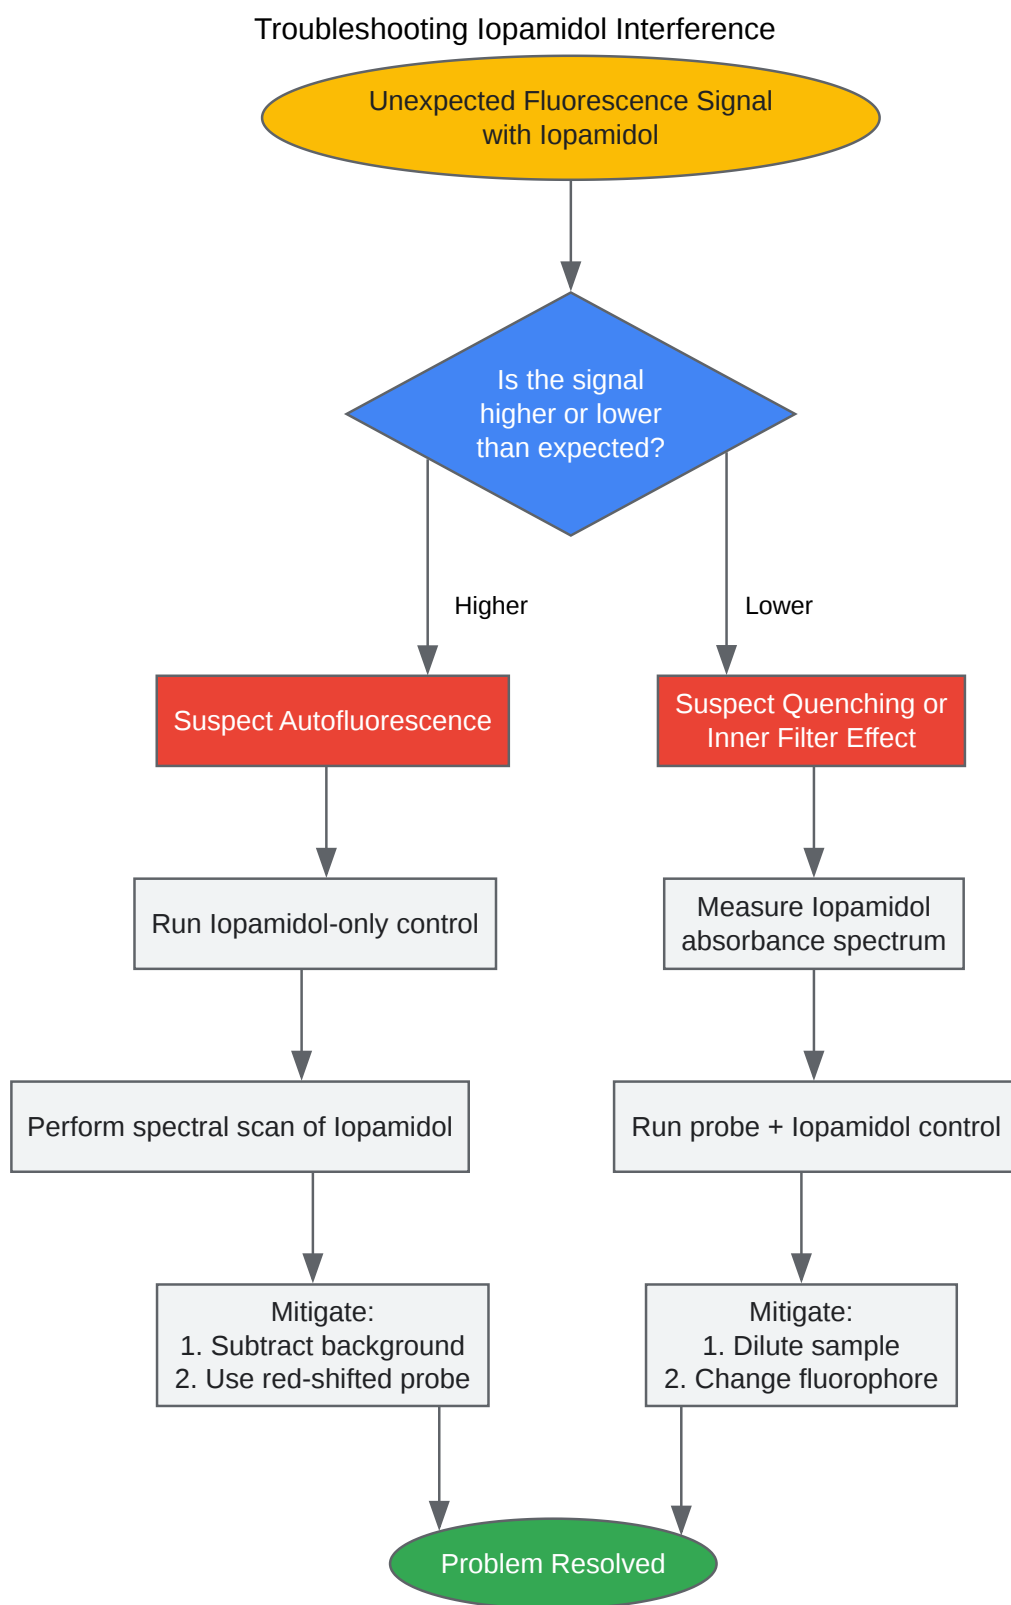 Troubleshooting Iopamidol Interference
Unexpected Fluorescence Signal
with Iopamidol
Is the signal
higher or lower
than expected?
Higher
Lower
Suspect Autofluorescence
Suspect Quenching or
Inner Filter Effect
Run Iopamidol-only control
Measure Iopamidol
absorbance spectrum
Perform spectral scan of Iopamidol
Run probe + Iopamidol control
Mitigate:
1. Subtract background
2. Use red-shifted probe
Mitigate:
1. Dilute sample
2. Change fluorophore
Problem Resolved